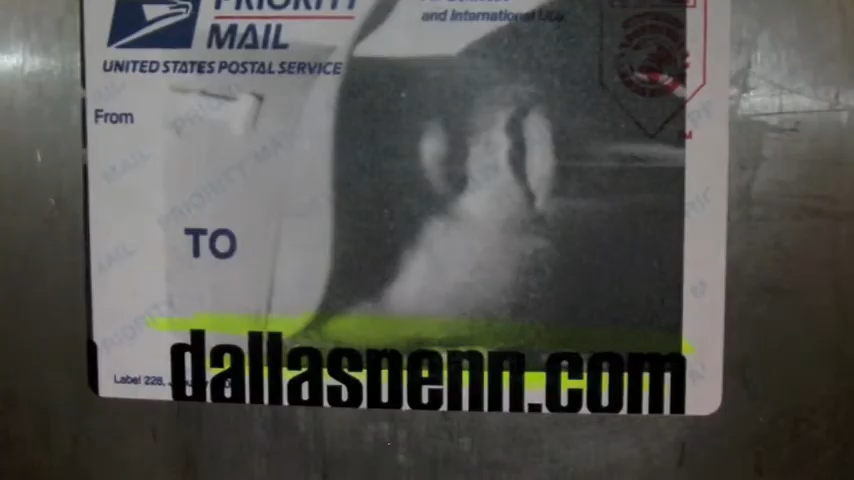 PRIORITY
MAIL
UNITED STATES POSTAL SERVICE
and International Use
From
TO
Label 228,
dallaspenn.com